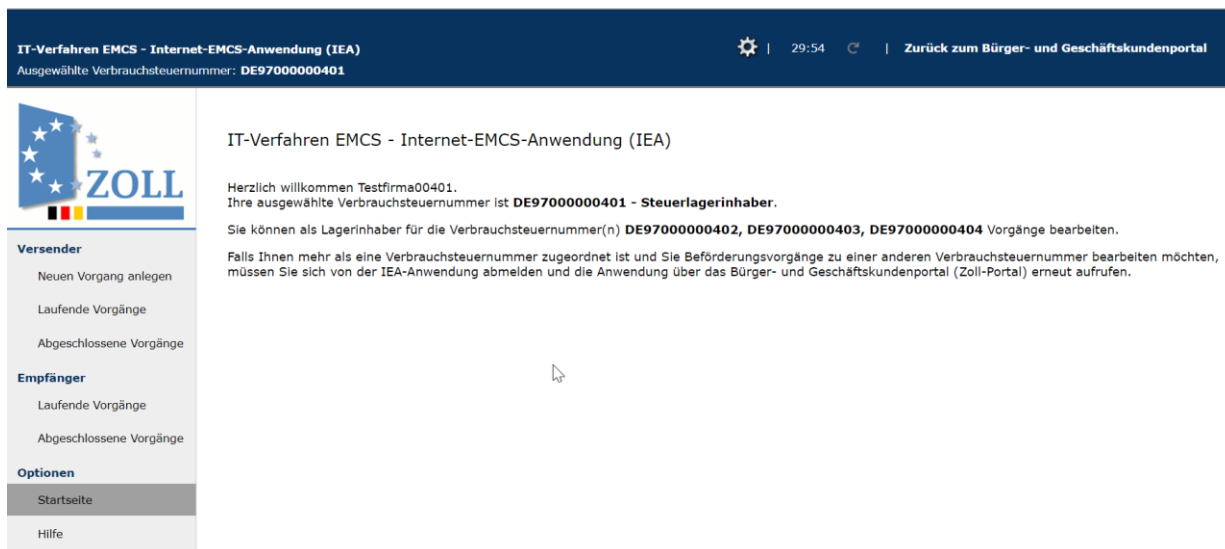 IT-Verfahren EMCS - Internet-EMCS-Anwendung (IEA)
| 29:54 | Zurück zum Bürger- und Geschäftskundenportal
Ausgewählte Verbrauchsteuernummer: DE97000000401
ZOLL
Versender
Neuen Vorgang anlegen
Laufende Vorgänge
Abgeschlossene Vorgänge
Empfänger
Laufende Vorgänge
Abgeschlossene Vorgänge
Optionen
Startseite
Hilfe
IT-Verfahren EMCS - Internet-EMCS-Anwendung (IEA)
Herzlich willkommen Testfirma00401.
Ihre ausgewählte Verbrauchsteuernummer ist DE97000000401 - Steuerlagerinhaber.
Sie können als Lagerinhaber für die Verbrauchsteuernummer(n) DE97000000402, DE97000000403, DE97000000404 Vorgänge bearbeiten.
Falls Ihnen mehr als eine Verbrauchsteuernummer zugeordnet ist und Sie Beförderungsvorgänge zu einer anderen Verbrauchsteuernummer bearbeiten möchten,
müssen Sie sich von der IEA-Anwendung abmelden und die Anwendung über das Bürger- und Geschäftskundenportal (Zoll-Portal) erneut aufrufen.